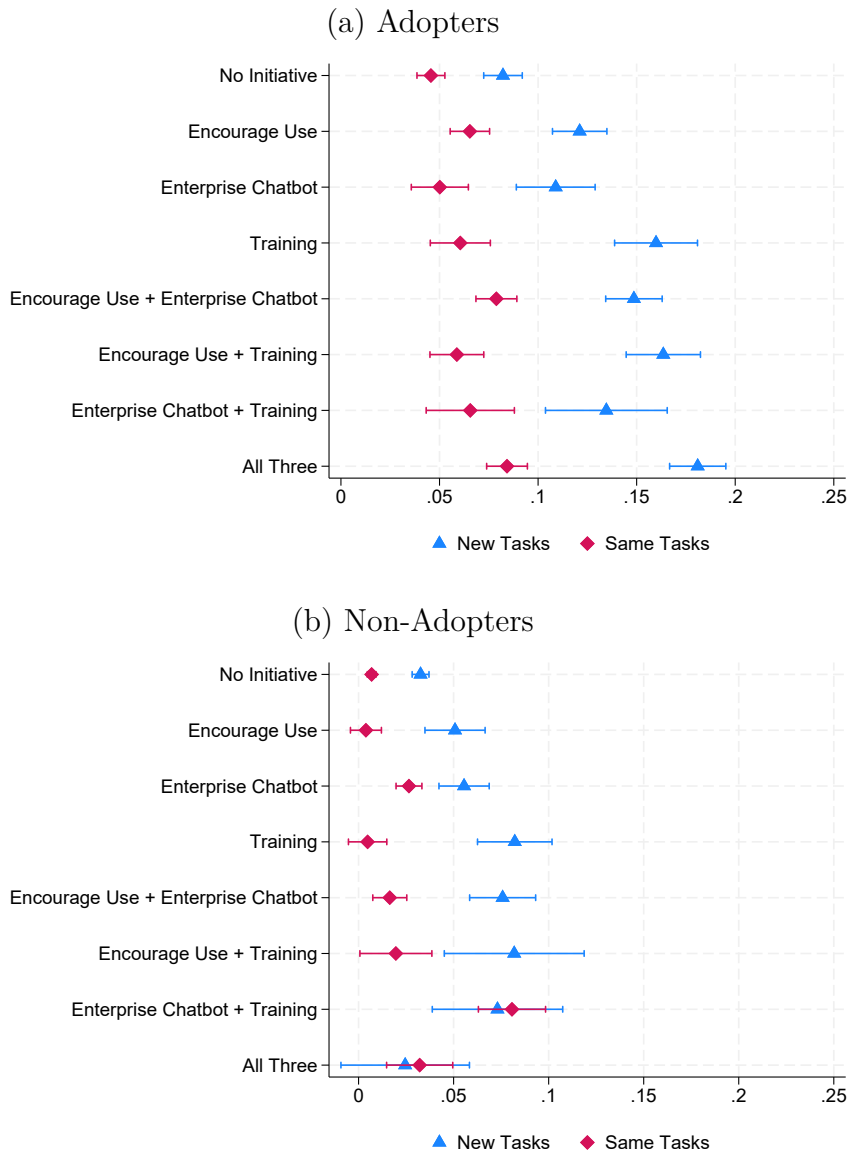 (a) Adopters
No Initiative
Encourage Use
Enterprise Chatbot
Training
Encourage Use + Enterprise Chatbot
Encourage Use + Training
Enterprise Chatbot + Training
All Three
0 .05 .1 .15 .2 .25
New Tasks Same Tasks
(b) Non-Adopters
No Initiative
Encourage Use
Enterprise Chatbot
Training
Encourage Use + Enterprise Chatbot
Encourage Use + Training
Enterprise Chatbot + Training
All Three
0 .05 .1 .15 .2 .25
New Tasks Same Tasks